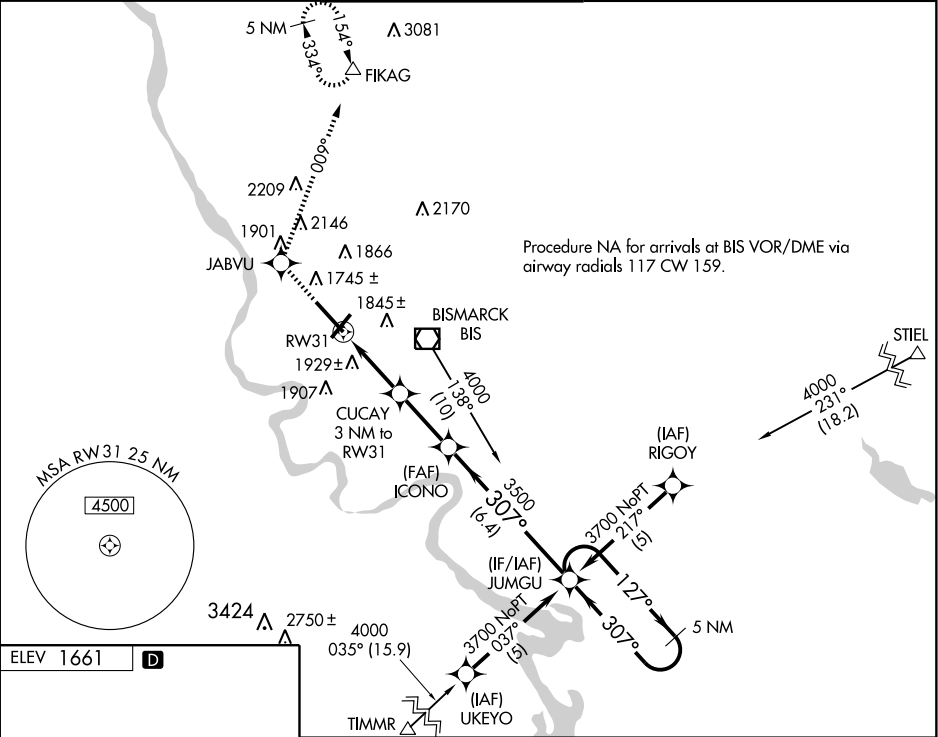 5 NM
154°
334°
3081
FIKAG
009°
2209
2146
2170
1901
1866
JABVU
1745 ±
Procedure NA for arrivals at BIS VOR/DME via
airway radials 117 CW 159.
1845±
BISMARCK
BIS
RW31
1929±
1907
STIEL
4000
138°
(10)
4000
231°
(18.2)
CUCAY
3 NM to
RW31
(IAF)
RIGOY
(FAF)
ICONO
MSA RW31 25 NM
4500
3500
307°
(6.4)
3700 NoPT
217°
(5)
(IF/IAF)
JUMGU
127°
307°
5 NM
3424
2750±
4000
035° (15.9)
3700 NoPT
037°
(5)
ELEV 1661
D
(IAF)
UKEYO
TIMMR